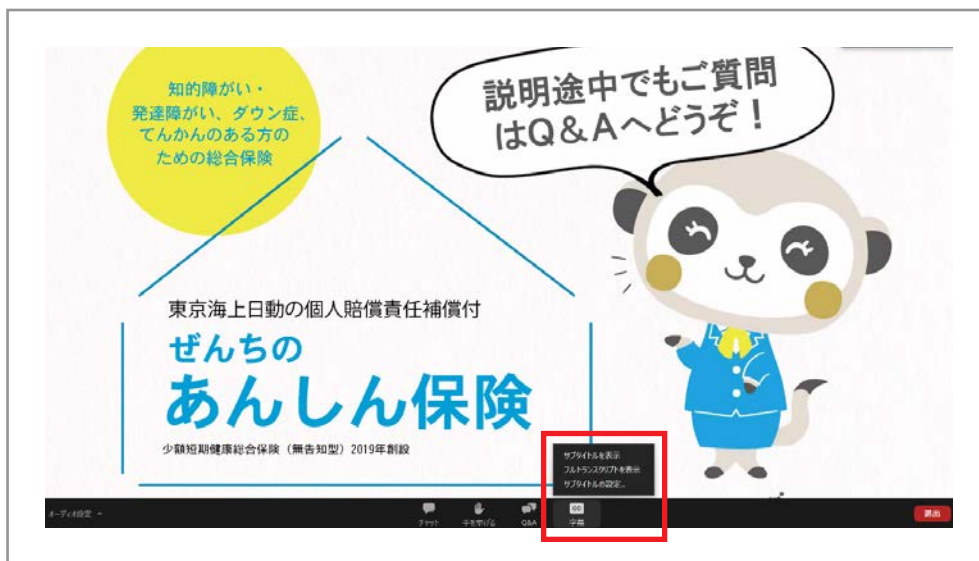 知的障がい・
発達障がい、ダウン症、
てんかんのある方の
ための総合保険
説明途中でもご質問
はQ&Aへどうぞ！
東京海上日動の個人賠償責任補償付
ぜんちの
あんしん保険
少額短期健康総合保険（無告知型）2019年創設
サブタイトルを表示
フルトランスクリプトを表示
サブタイトルの設定...
オーディオ設定
チャット
手を挙げる
Q&A
CC
字幕
退出